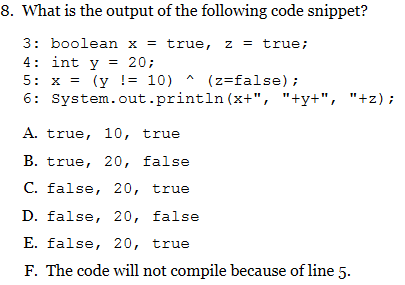 8. What is the output of the following code snippet?
3: boolean x = true, z = true;
4: int y = 20;
5: x = (y != 10) ^ (z=false);
6: System.out.println(x+", "+y+", "+z);
A. true, 10, true
B. true, 20, false
C. false, 20, true
D. false, 20, false
E. false, 20, true
F. The code will not compile because of line 5.